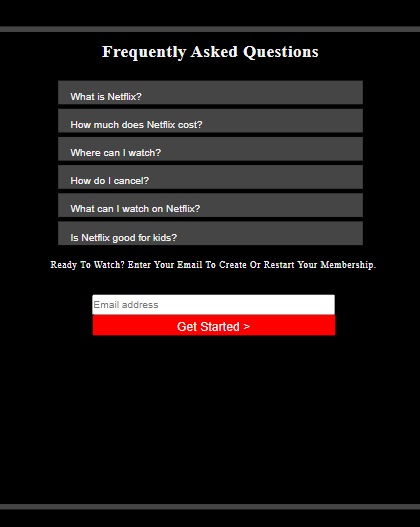 Frequently Asked Questions
What is Netflix?
How much does Netflix cost?
Where can I watch?
How do I cancel?
What can I watch on Netflix?
Is Netflix good for kids?
Ready To Watch? Enter Your Email To Create Or Restart Your Membership.
Email address
Get Started >